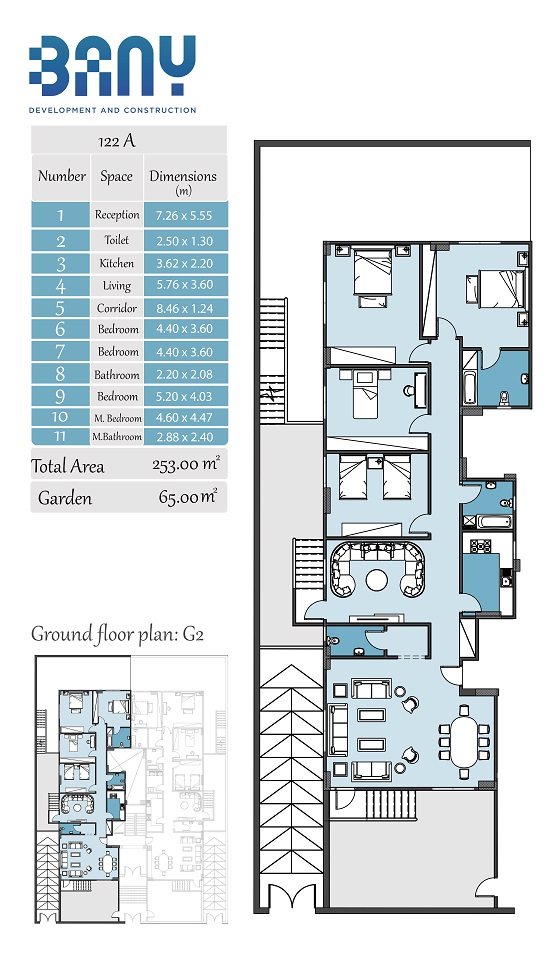 BANY
DEVELOPMENT AND CONSTRUCTION
122 A
Number Space Dimensions (m)
1 Reception 7.26 x 5.55
2 Toilet 2.50 x 1.30
3 Kitchen 3.62 x 2.20
4 Living 5.76 x 3.60
5 Corridor 8.46 x 1.24
6 Bedroom 4.40 x 3.60
7 Bedroom 4.40 x 3.60
8 Bathroom 2.20 x 2.08
9 Bedroom 5.20 x 4.03
10 M. Bedroom 4.60 x 4.47
11 M.Bathroom 2.88 x 2.40
Total Area 253.00 m²
Garden 65.00 m²
Ground floor plan: G2